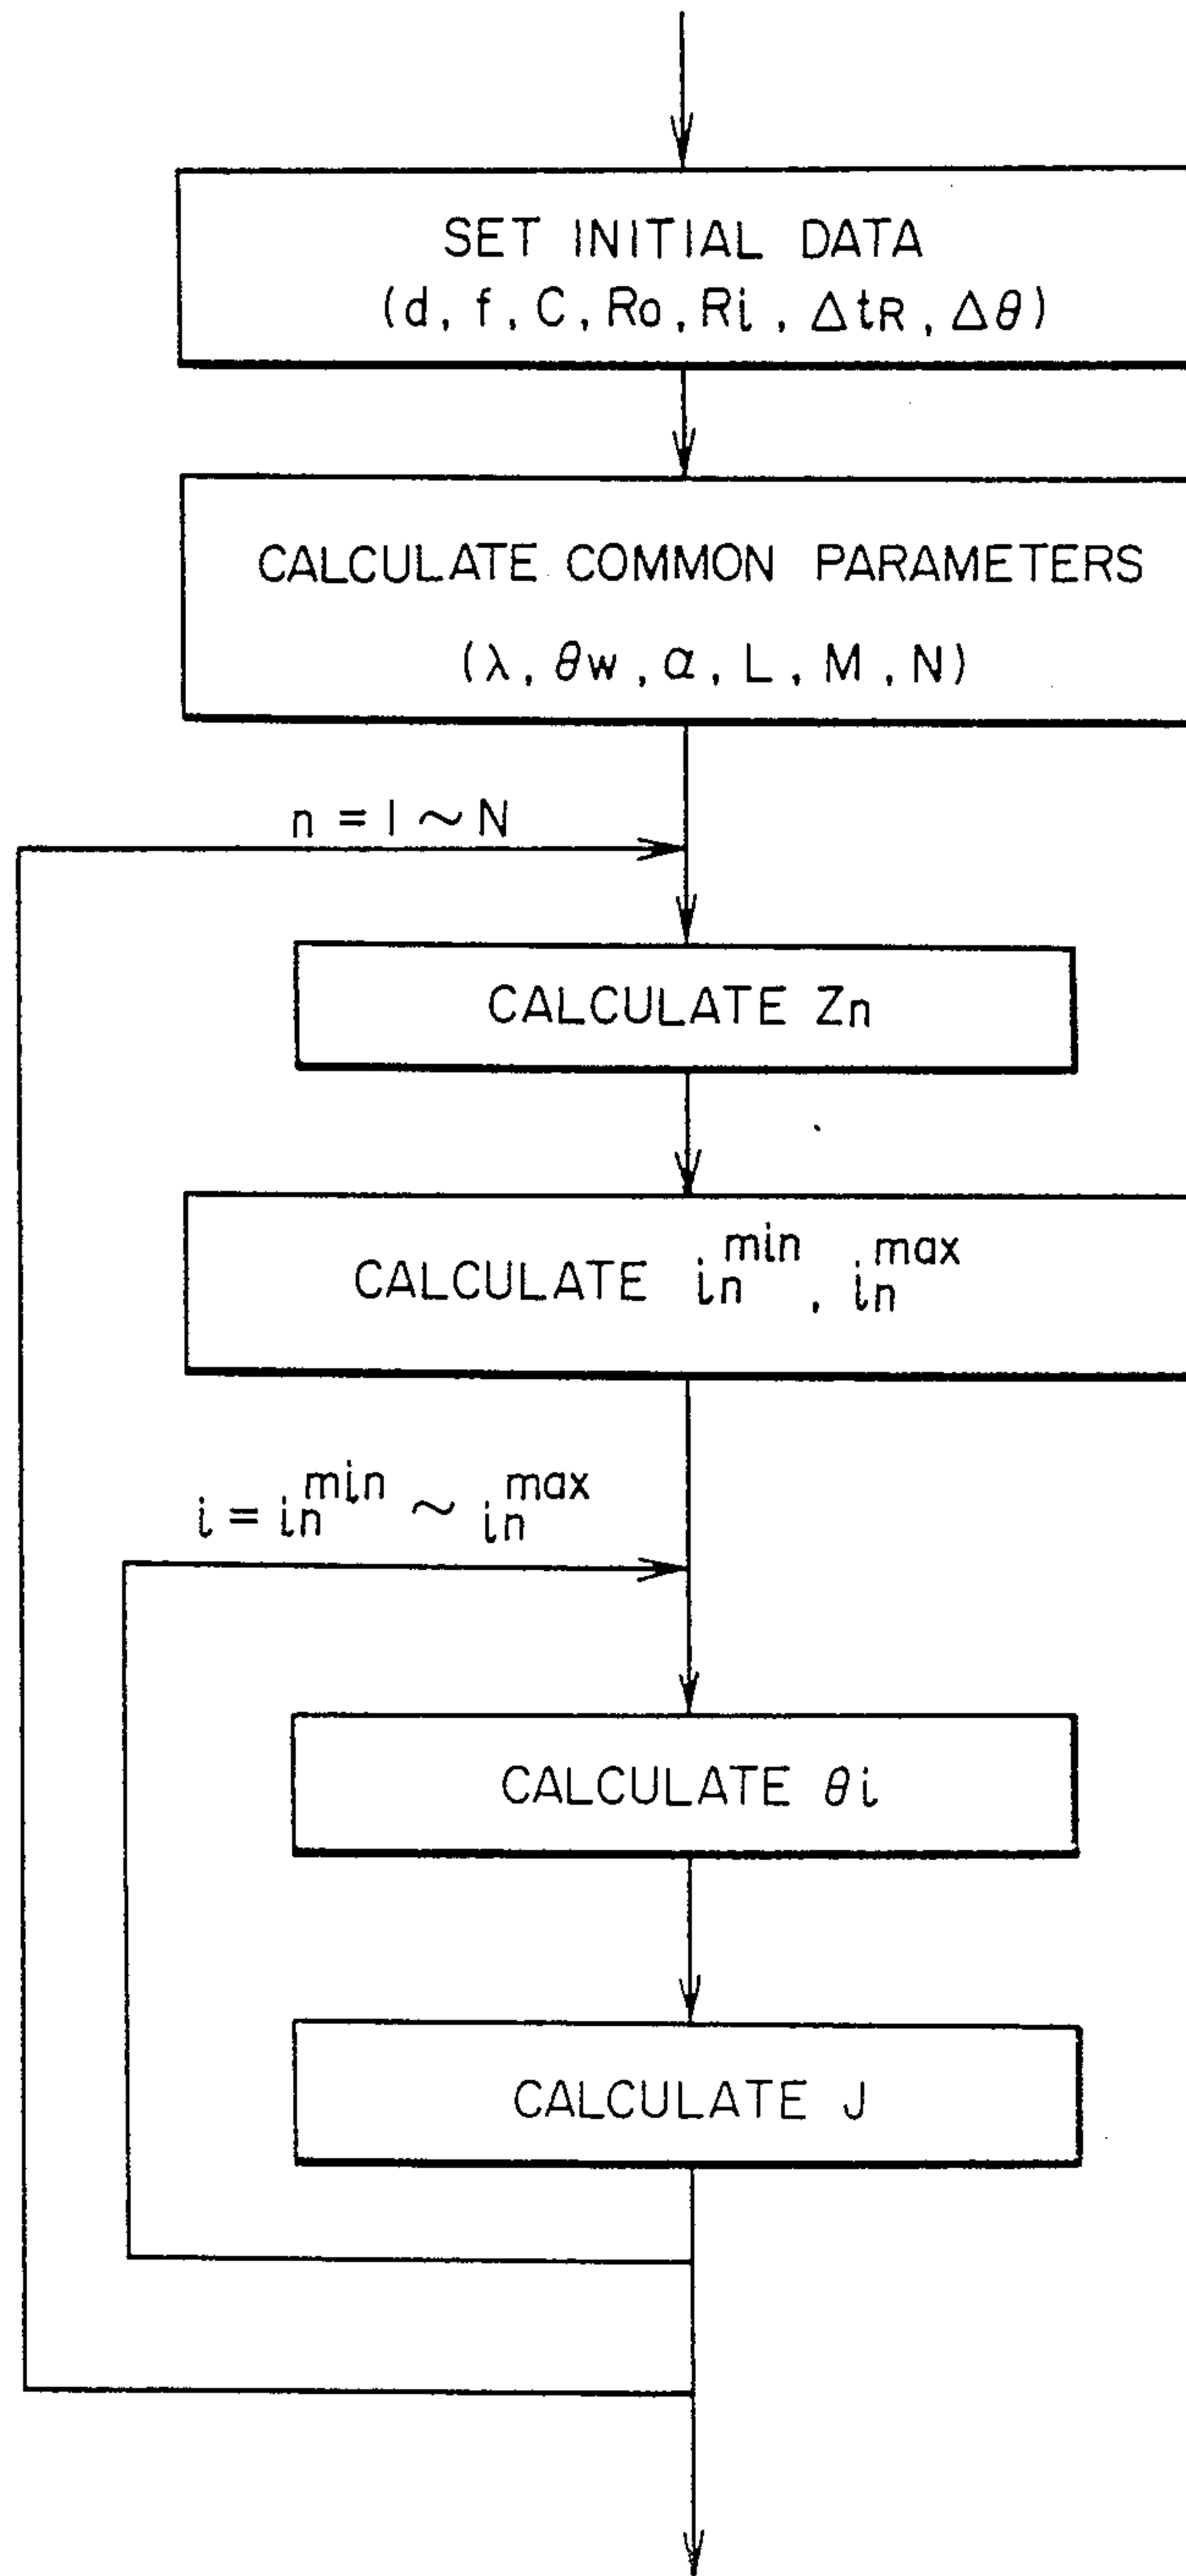 SET INITIAL DATA
(d, f, C, Ro, Ri, ΔtR, Δθ)
CALCULATE COMMON PARAMETERS
(λ, θw, α, L, M, N)
n = 1 ~ N
CALCULATE Zn
CALCULATE in^min, in^max
i = in^min ~ in^max
CALCULATE θi
CALCULATE J